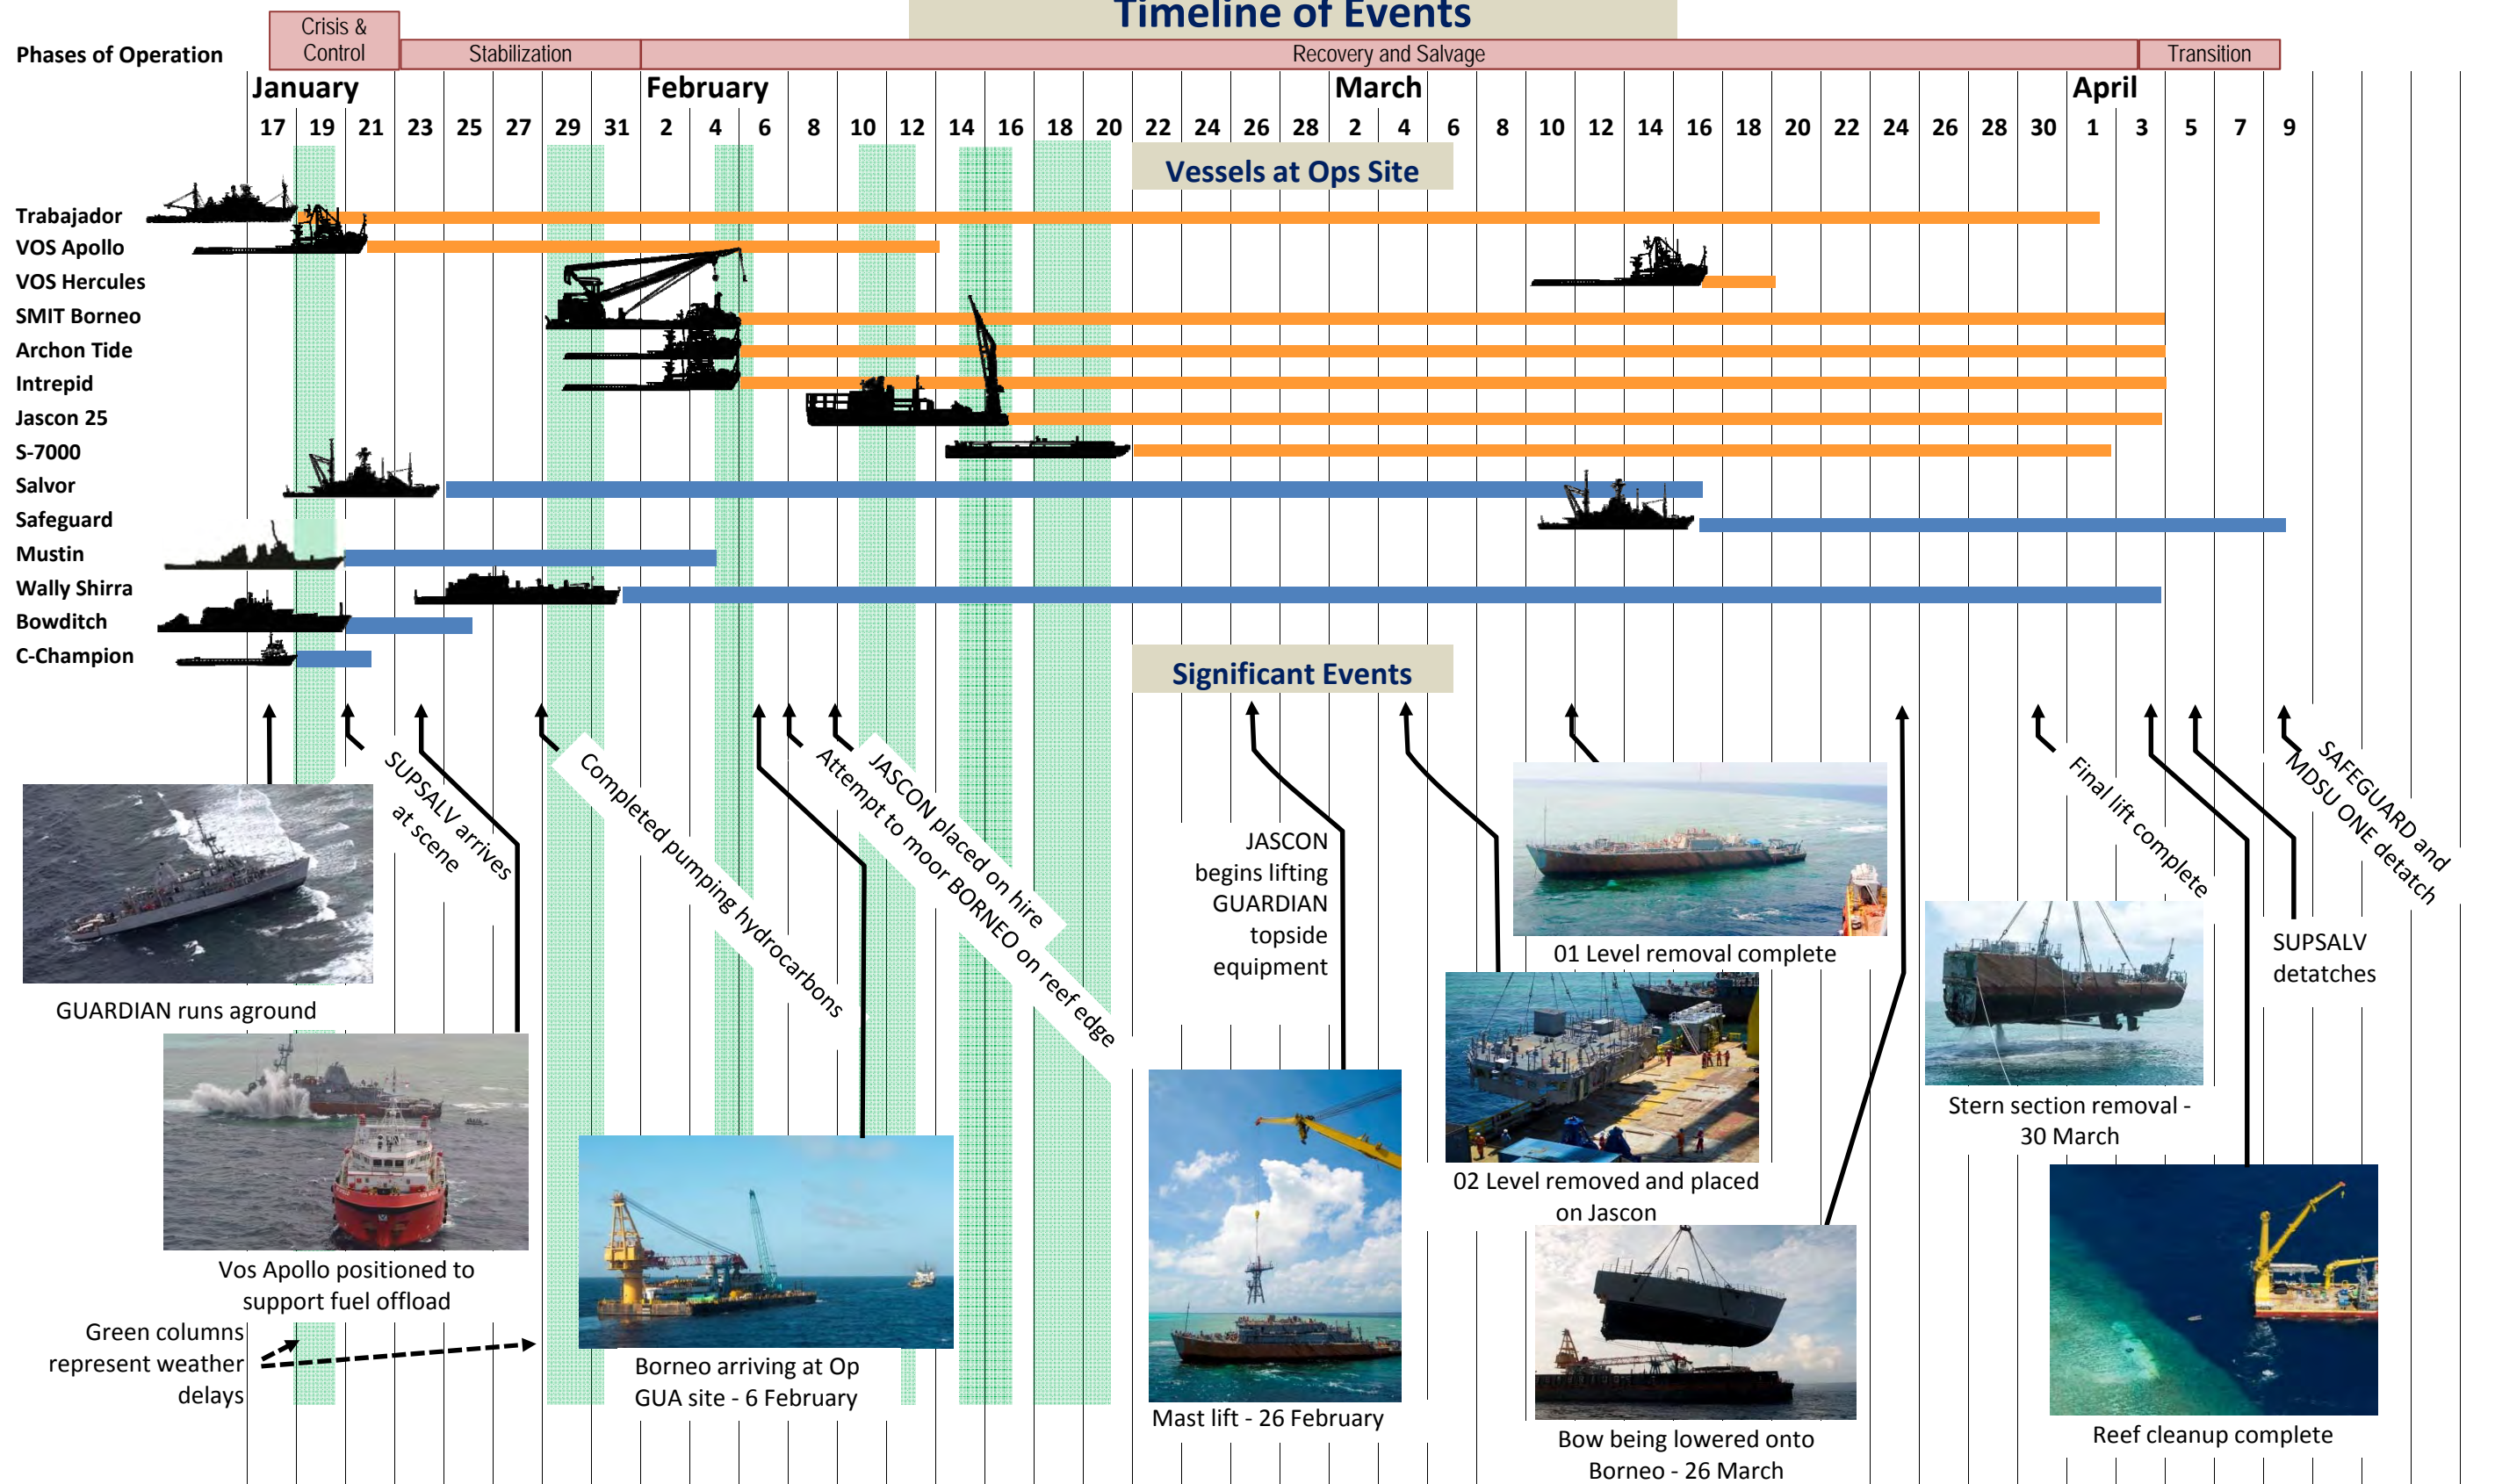 Timeline of Events
Phases of Operation
Crisis &
Control
Stabilization
Recovery and Salvage
Transition
January
February
March
April
17 19 21 23 25 27 29 31 2 4 6 8 10 12 14 16 18 20 22 24 26 28 2 4 6 8 10 12 14 16 18 20 22 24 26 28 30 1 3 5 7 9
Vessels at Ops Site
Trabajador
VOS Apollo
VOS Hercules
SMIT Borneo
Archon Tide
Intrepid
Jascon 25
S-7000
Salvor
Safeguard
Mustin
Wally Shirra
Bowditch
C-Champion
Significant Events
GUARDIAN runs aground
SUPSALV arrives
at scene
Vos Apollo positioned to
support fuel offload
Green columns
represent weather
delays
Completed pumping hydrocarbons
Borneo arriving at Op
GUA site - 6 February
Attempt to moor BORNEO on reef edge
JASCON placed on hire
JASCON
begins lifting
GUARDIAN
topside
equipment
Mast lift - 26 February
02 Level removed and placed
on Jascon
01 Level removal complete
Bow being lowered onto
Borneo - 26 March
Final lift complete
Stern section removal -
30 March
Reef cleanup complete
SUPSALV
detatches
SAFEGUARD and
MDSU ONE detatch